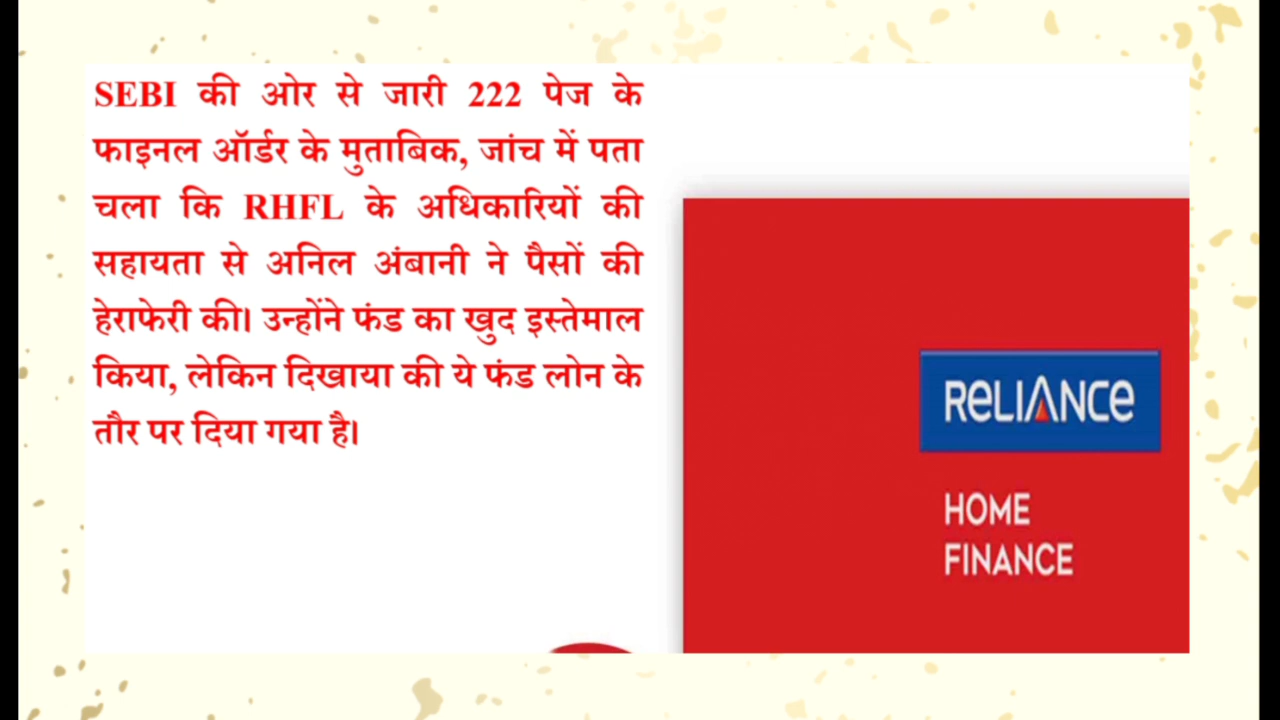 SEBI की ओर से जारी 222 पेज के
फाइनल ऑर्डर के मुताबिक, जांच में पता
चला कि RHFL के अधिकारियों की
सहायता से अनिल अंबानी ने पैसों की
हेराफेरी की। उन्होंने फंड का खुद इस्तेमाल
किया, लेकिन दिखाया की ये फंड लोन के
तौर पर दिया गया है।
RELIANCE
HOME
FINANCE